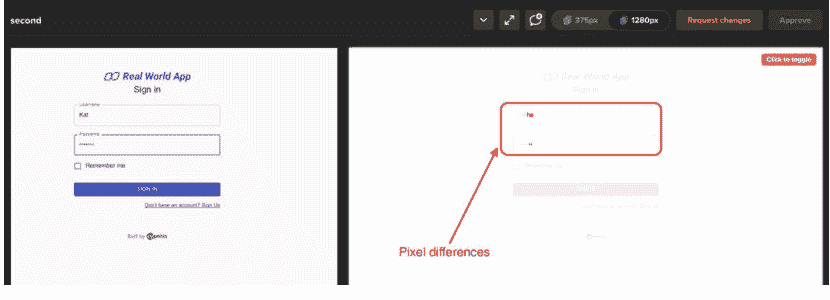 second
375px
1280px
Request changes
Approve
Click to toggle
Real World App
Sign in
Username
Kat
Password
Remember me
SIGN IN
Don't have an account? Sign Up
Built by
Real World App
Sign in
Pixel differences